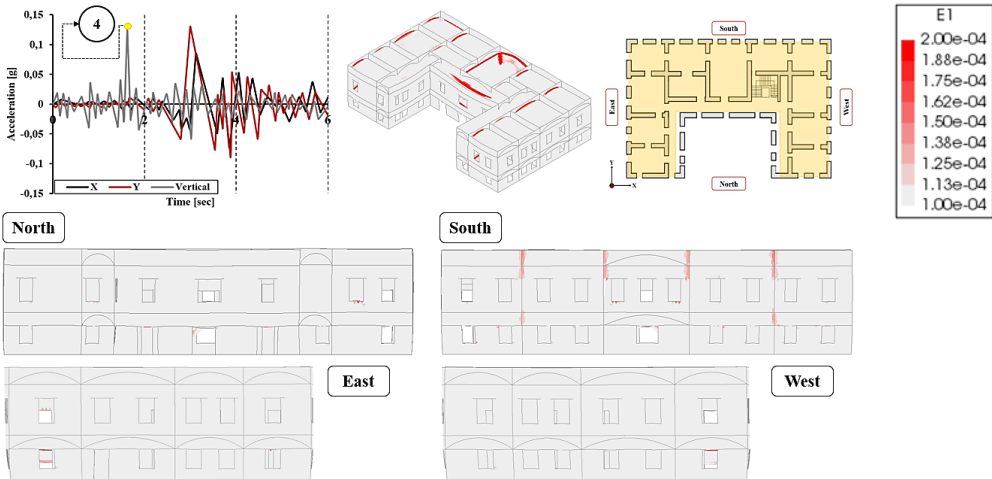 0,15
0,1
0,05
0
-0,05
-0,1
-0,15
Acceleration [g]
4
0
2
4
6
X Y Vertical
Time [sec]
South
East
West
North
Y
X
E1
2.00e-04
1.88e-04
1.75e-04
1.62e-04
1.50e-04
1.38e-04
1.25e-04
1.13e-04
1.00e-04
North
South
East
West